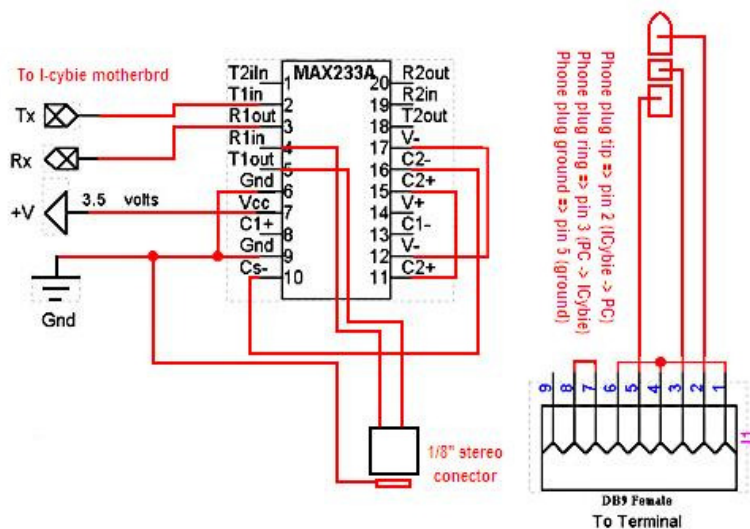 To I-cybie motherbrd
Tx
Rx
+V
3.5 volts
Gnd
MAX233A
T2iIn
T1in
R1out
R1in
T1out
Gnd
Vcc
C1+
Gnd
Cs-
1
2
3
4
5
6
7
8
9
10
20
19
18
17
16
15
14
13
12
11
R2out
R2in
T2out
V-
C2-
C2+
V+
C1-
V-
C2+
1/8" stereo
conector
Phone plug tip => pin 2 (ICybie -> PC)
Phone plug ring => pin 3 (PC -> ICybie)
Phone plug ground => pin 5 (ground)
9
8
7
6
5
4
3
2
1
J1
DB9 Female
To Terminal